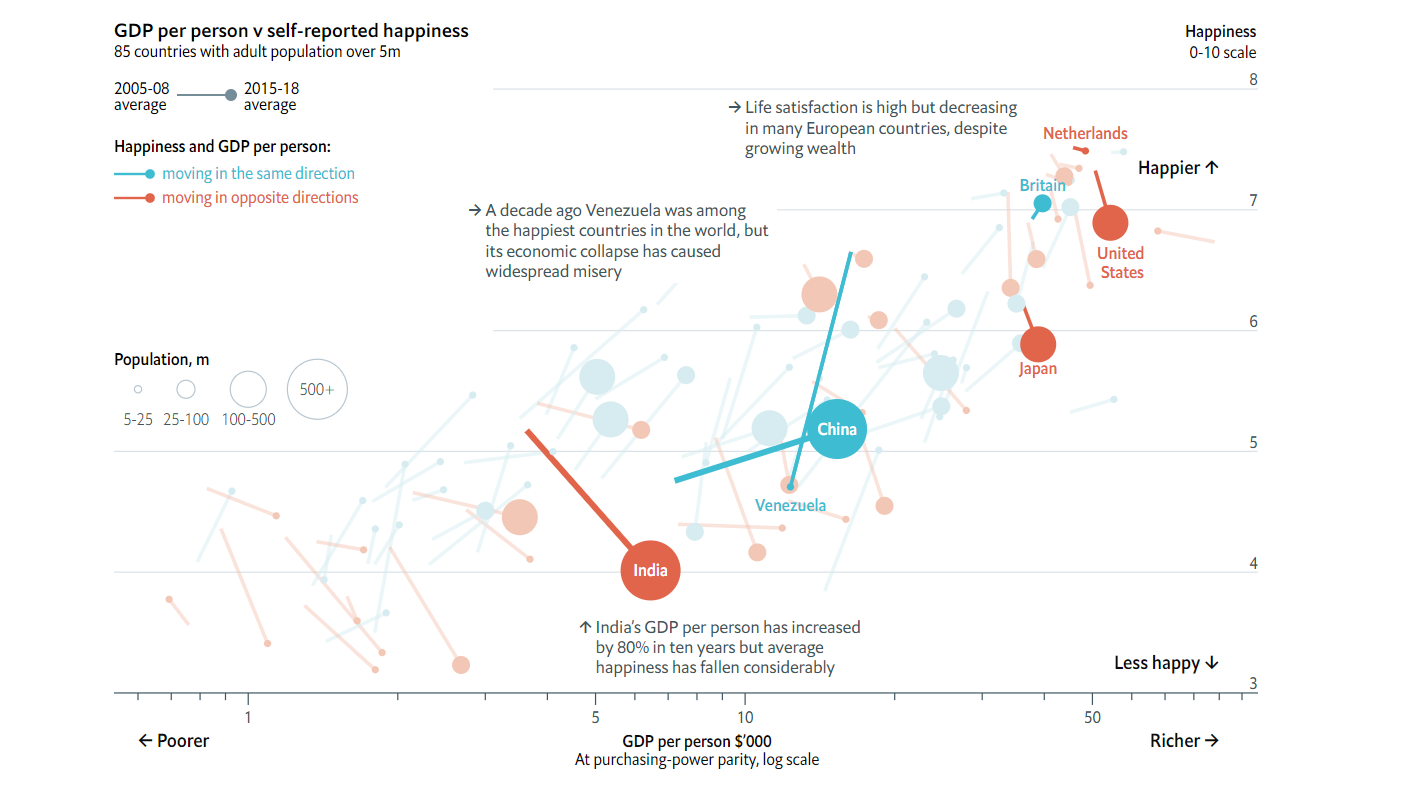 GDP per person v self-reported happiness
85 countries with adult population over 5m
Happiness
0-10 scale
2005-08
average
2015-18
average
Happiness and GDP per person:
moving in the same direction
moving in opposite directions
8
→ Life satisfaction is high but decreasing
in many European countries, despite
growing wealth
Netherlands
Happier ↑
Britain
7
→ A decade ago Venezuela was among
the happiest countries in the world, but
its economic collapse has caused
widespread misery
United
States
6
Japan
Population, m
500+
5-25
25-100
100-500
China
5
Venezuela
India
4
↑ India's GDP per person has increased
by 80% in ten years but average
happiness has fallen considerably
Less happy ↓
3
1
5
10
50
← Poorer
GDP per person $'000
At purchasing-power parity, log scale
Richer →